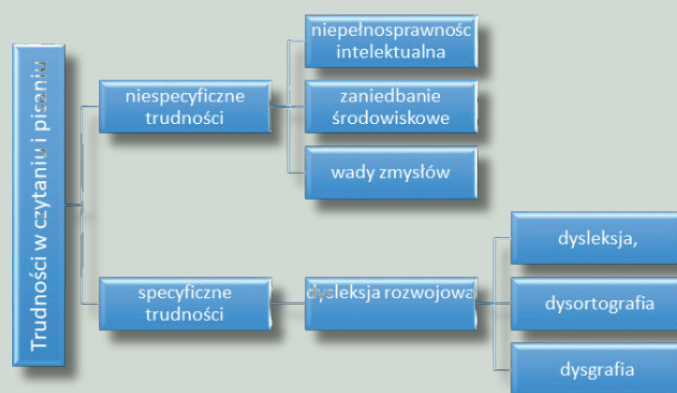 Trudności w czytaniu i pisaniu
niespecyficzne
trudności
niepełnosprawnośc
intelektualna
zaniedbanie
środowiskowe
wady zmysłów
specyficzne
trudności
dysleksja rozwojowa
dysleksja,
dysortografia
dysgrafia